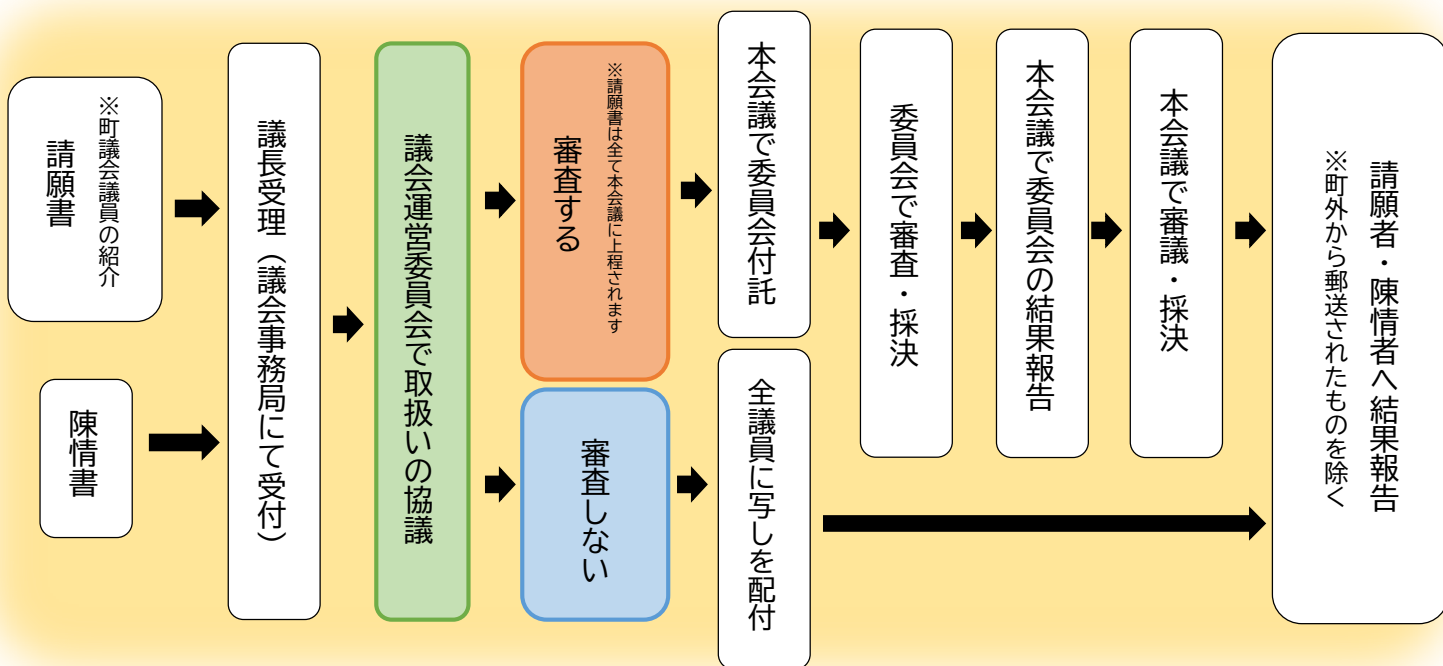 請願書
※町議会議員の紹介
陳情書
議長受理（議会事務局にて受付）
議会運営委員会で取扱いの協議
審査する
※請願書は全て本会議に上程されます
審査しない
本会議で委員会付託
全議員に写しを配付
委員会で審査・採決
本会議で委員会の結果報告
本会議で審議・採決
請願者・陳情者へ結果報告
※町外から郵送されたものを除く